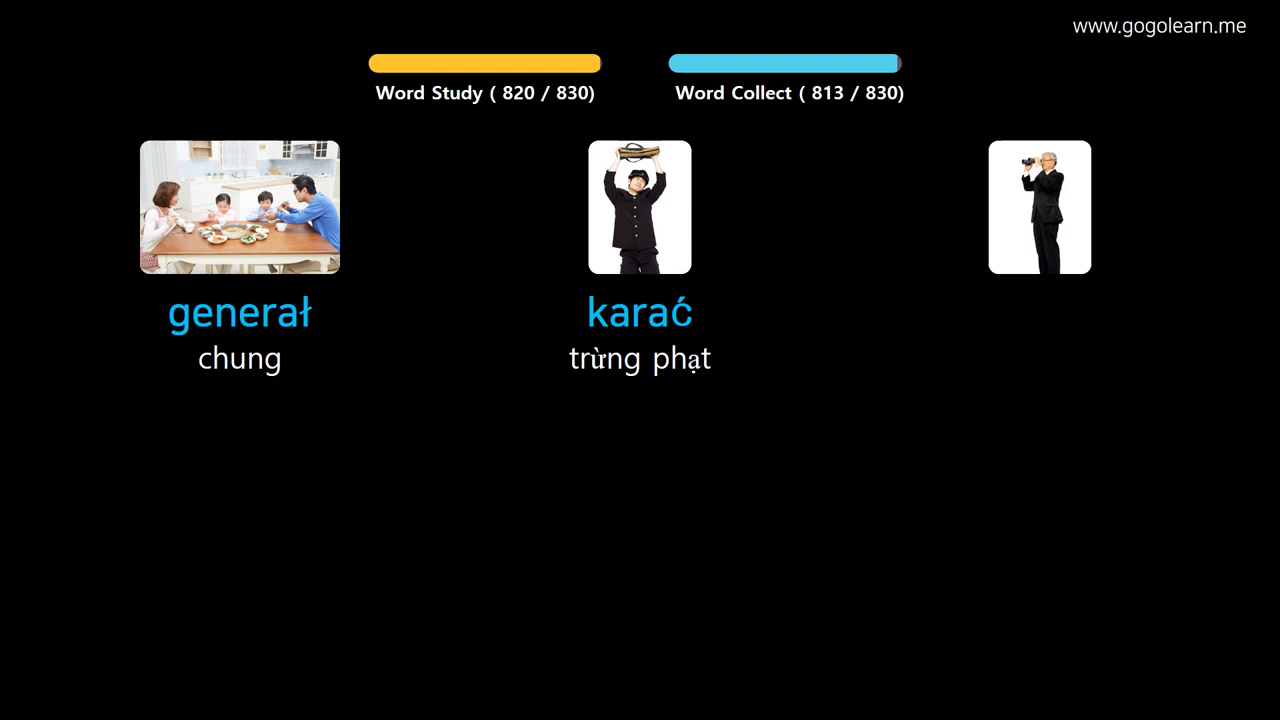 www.gogolearn.me
Word Study ( 820 / 830)
Word Collect ( 813 / 830)
generał
karać
chung
trừng phạt